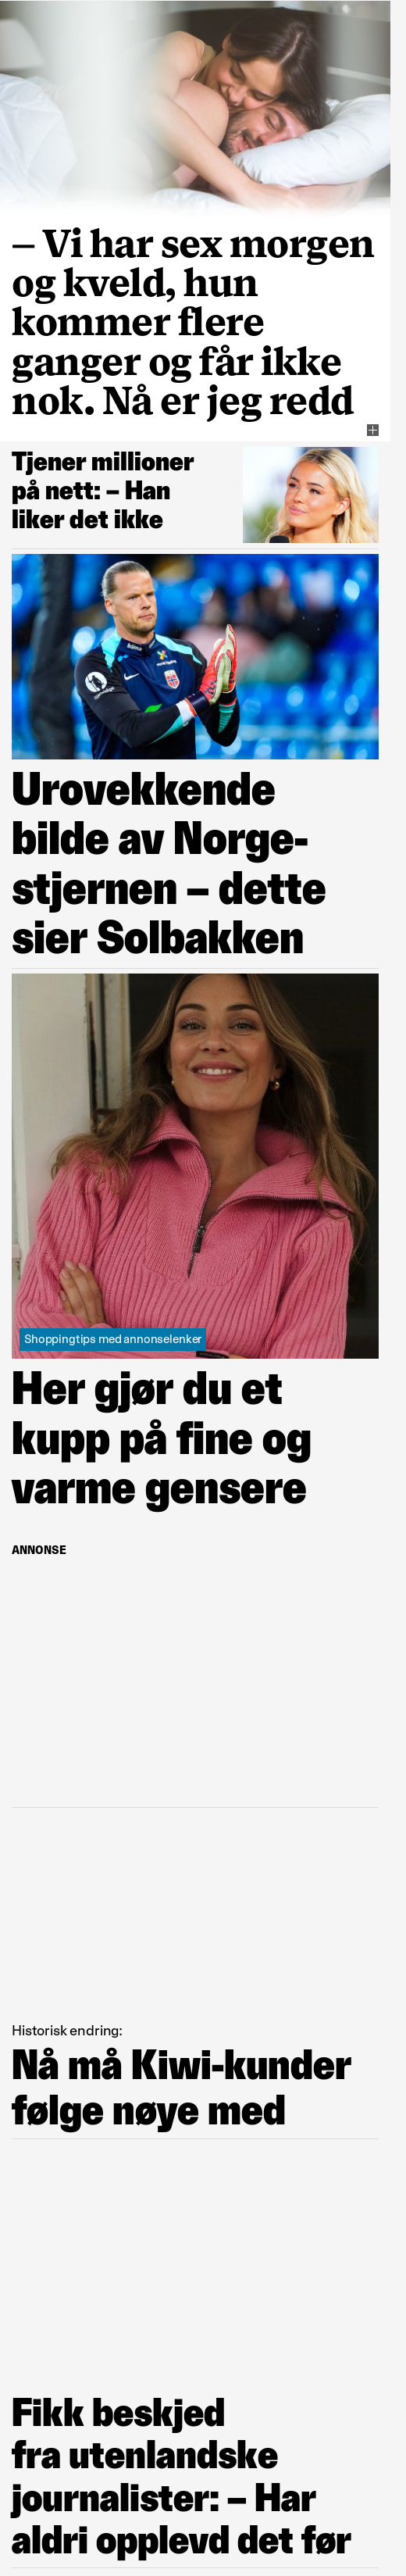 – Vi har sex morgen
og kveld, hun
kommer flere
ganger og får ikke
nok. Nå er jeg redd
Tjener millioner
på nett: – Han
liker det ikke
Urovekkende
bilde av Norge-
stjernen – dette
sier Solbakken
Shoppingtips med annonselenker
Her gjør du et
kupp på fine og
varme gensere
ANNONSE
Historisk endring:
Nå må Kiwi-kunder
følge nøye med
Fikk beskjed
fra utenlandske
journalister: – Har
aldri opplevd det før